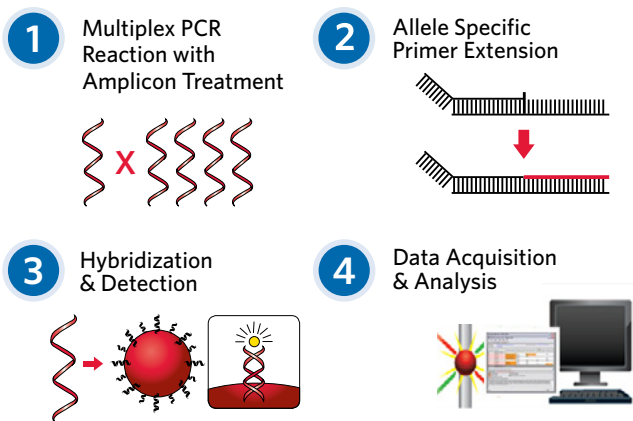 1
Multiplex PCR
Reaction with
Amplicon Treatment
X
2
Allele Specific
Primer Extension
3
Hybridization
& Detection
4
Data Acquisition
& Analysis